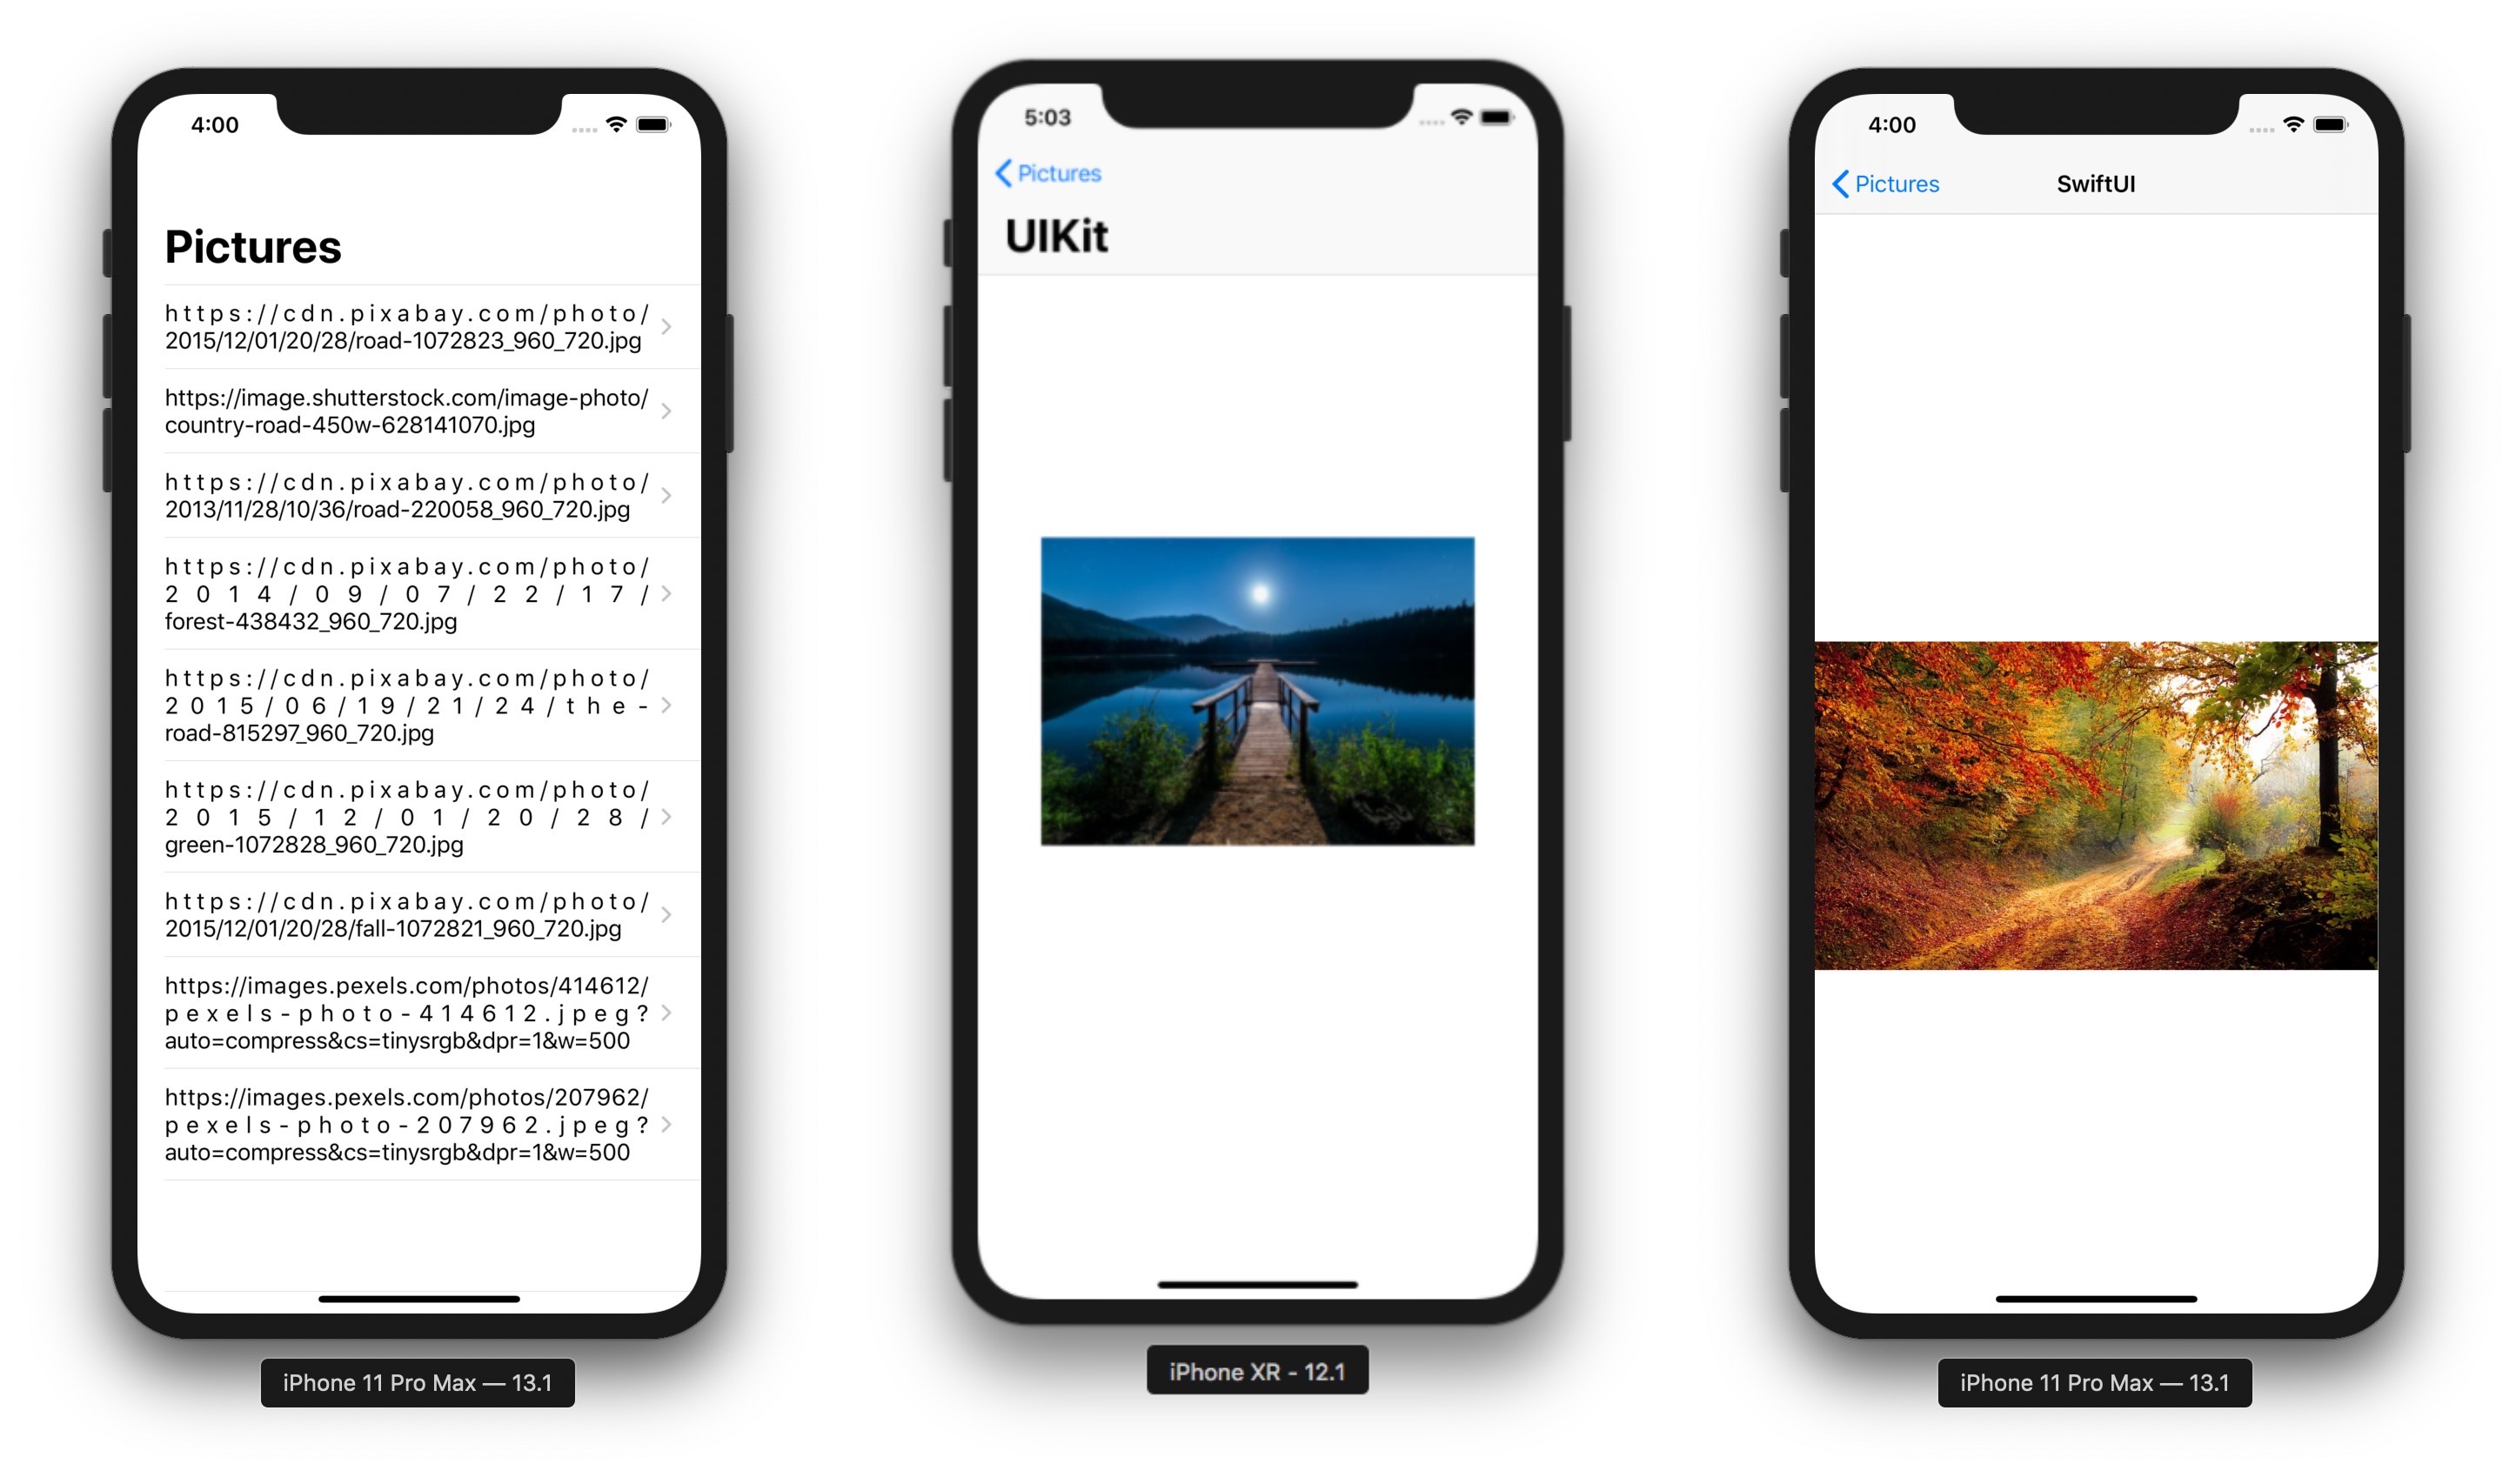 4:00
Pictures
https://cdn.pixabay.com/photo/
2015/12/01/20/28/road-1072823_960_720.jpg
https://image.shutterstock.com/image-photo/
country-road-450w-628141070.jpg
https://cdn.pixabay.com/photo/
2013/11/28/10/36/road-220058_960_720.jpg
https://cdn.pixabay.com/photo/
2014/09/07/22/17/
forest-438432_960_720.jpg
https://cdn.pixabay.com/photo/
2015/06/19/21/24/the-
road-815297_960_720.jpg
https://cdn.pixabay.com/photo/
2015/12/01/20/28/
green-1072828_960_720.jpg
https://cdn.pixabay.com/photo/
2015/12/01/20/28/fall-1072821_960_720.jpg
https://images.pexels.com/photos/414612/
pexels-photo-414612.jpeg?
auto=compress&cs=tinysrgb&dpr=1&w=500
https://images.pexels.com/photos/207962/
pexels-photo-207962.jpeg?
auto=compress&cs=tinysrgb&dpr=1&w=500
iPhone 11 Pro Max — 13.1
5:03
Pictures
UIKit
iPhone XR - 12.1
4:00
Pictures SwiftUI
iPhone 11 Pro Max — 13.1